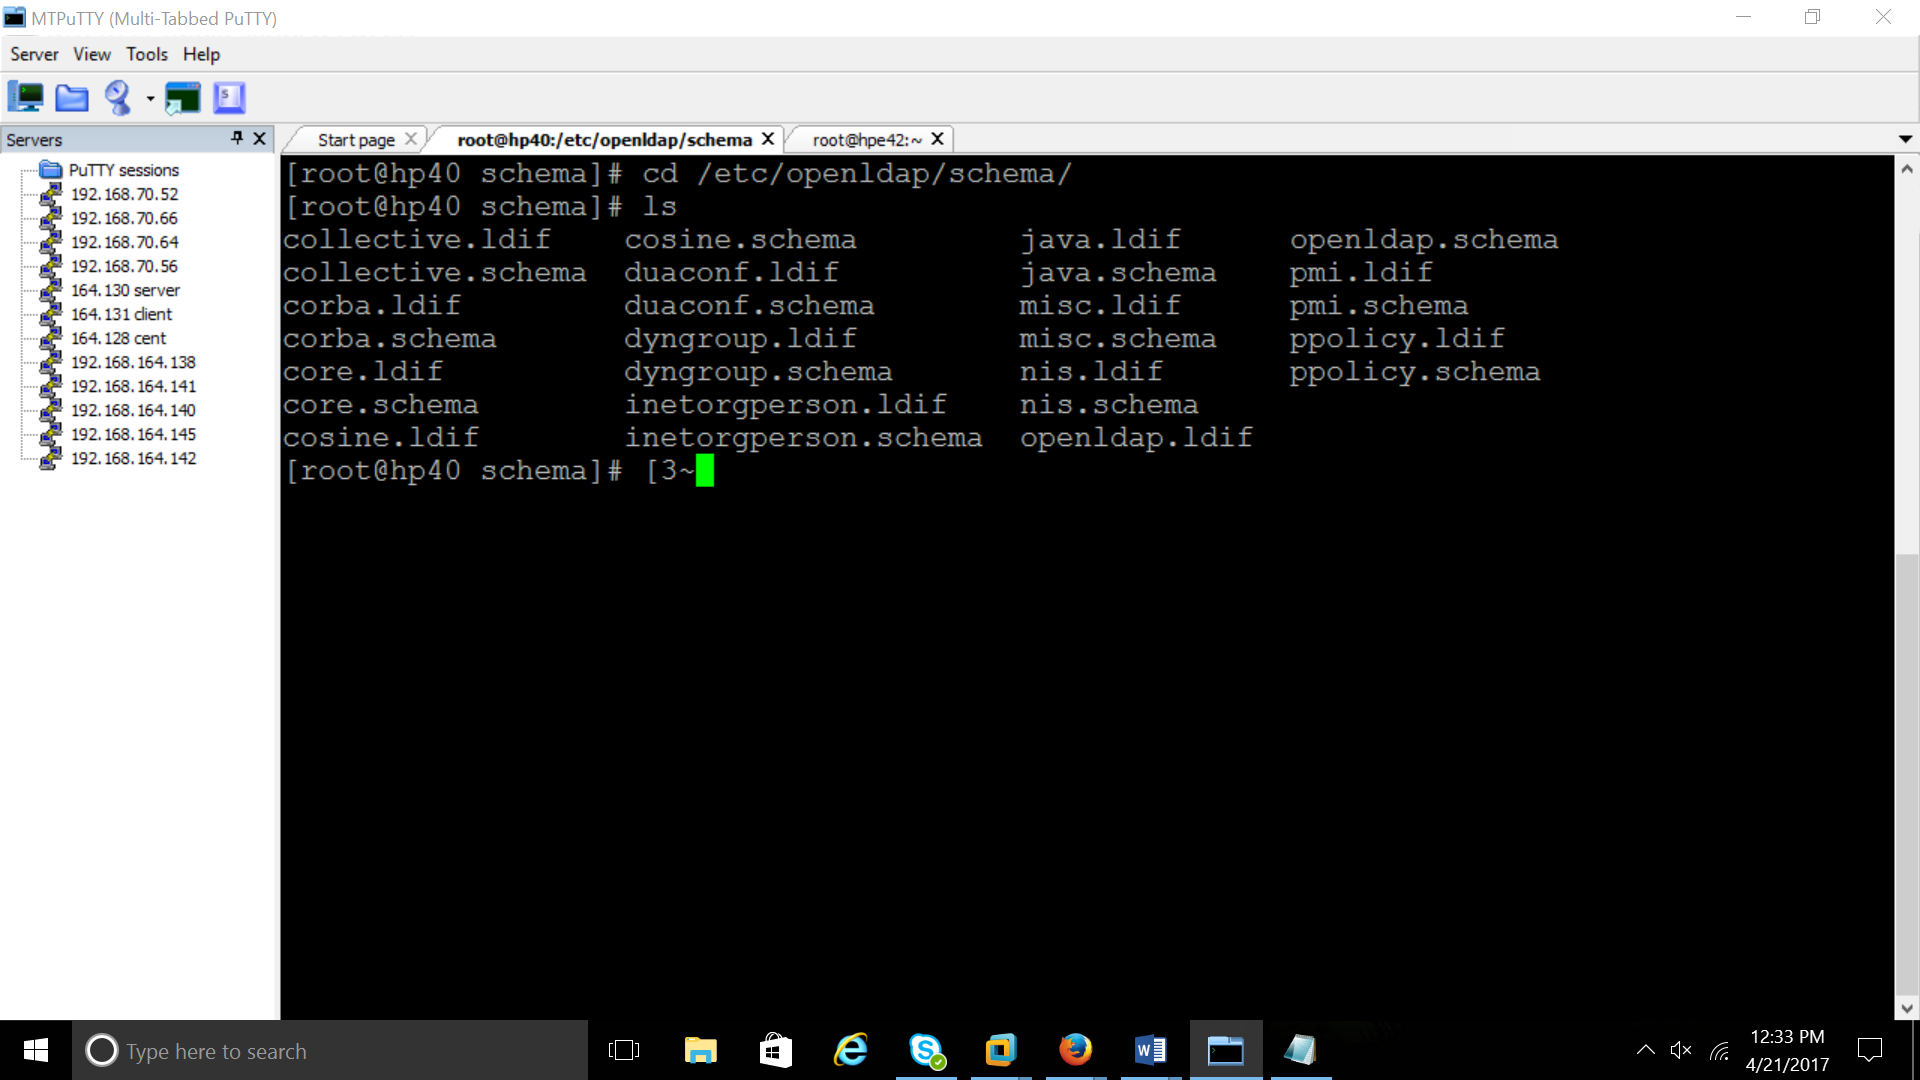 MTPuTTY (Multi-Tabbed PuTTY)
Server View Tools Help
Servers
Start page
root@hp40:/etc/openldap/schema
root@hpe42:~
PuTTY sessions
192.168.70.52
192.168.70.66
192.168.70.64
192.168.70.56
164.130 server
164.131 client
164.128 cent
192.168.164.138
192.168.164.141
192.168.164.140
192.168.164.145
192.168.164.142
[root@hp40 schema]# cd /etc/openldap/schema/
[root@hp40 schema]# ls
collective.ldif cosine.schema java.ldif openldap.schema
collective.schema duaconf.ldif java.schema pmi.ldif
corba.ldif duaconf.schema misc.ldif pmi.schema
corba.schema dyngroup.ldif misc.schema ppolicy.ldif
core.ldif dyngroup.schema nis.ldif ppolicy.schema
core.schema inetorgperson.ldif nis.schema
cosine.ldif inetorgperson.schema openldap.ldif
[root@hp40 schema]# [3~
Type here to search
12:33 PM
4/21/2017